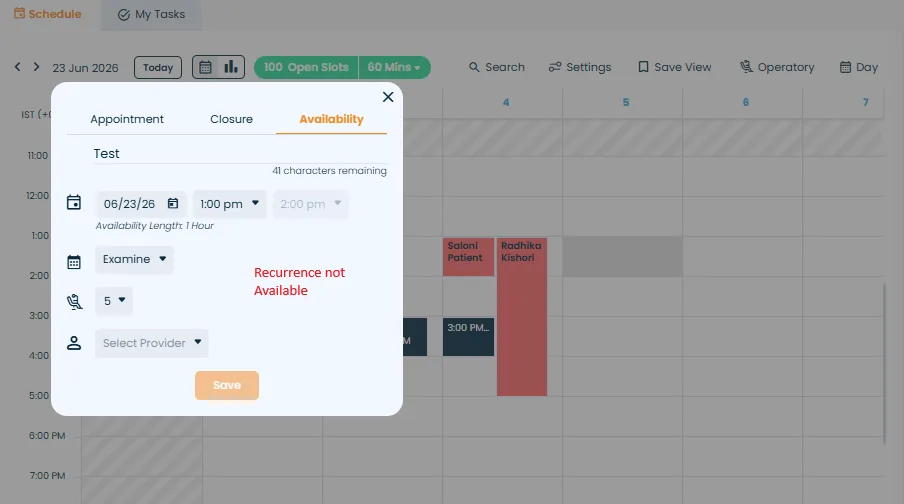 Schedule
My Tasks
23 Jun 2026
Today
100 Open Slots
60 Mins
Search
Settings
Save View
Operatory
Day
IST (+0
4
5
6
7
Appointment
Closure
Availability
Test
41 characters remaining
06/23/26
1:00 pm
2:00 pm
Availability Length: 1 Hour
Examine
5
Select Provider
Save
Recurrence not
Available
11:00
12:00
1:00
2:00
3:00
4:00
5:00
6:00 PM
7:00 PM
Saloni
Patient
Radhika
Kishori
M
3:00 PM...